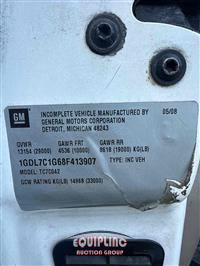 GM
INCOMPLETE VEHICLE MANUFACTURED BY 05/08
GENERAL MOTORS CORPORATION
DETROIT, MICHIGAN 48243
GVWR GAWR FRT GAWR RR
13154 (29000) 4536 (10000) 8618 (19000) KG(LB)
1GDL7C1G68F413907 TYPE: INC VEH
MODEL: TC7C042
GCW RATING KG(LB) 14968 (33000)
EQUIPLINC
AUCTION GROUP